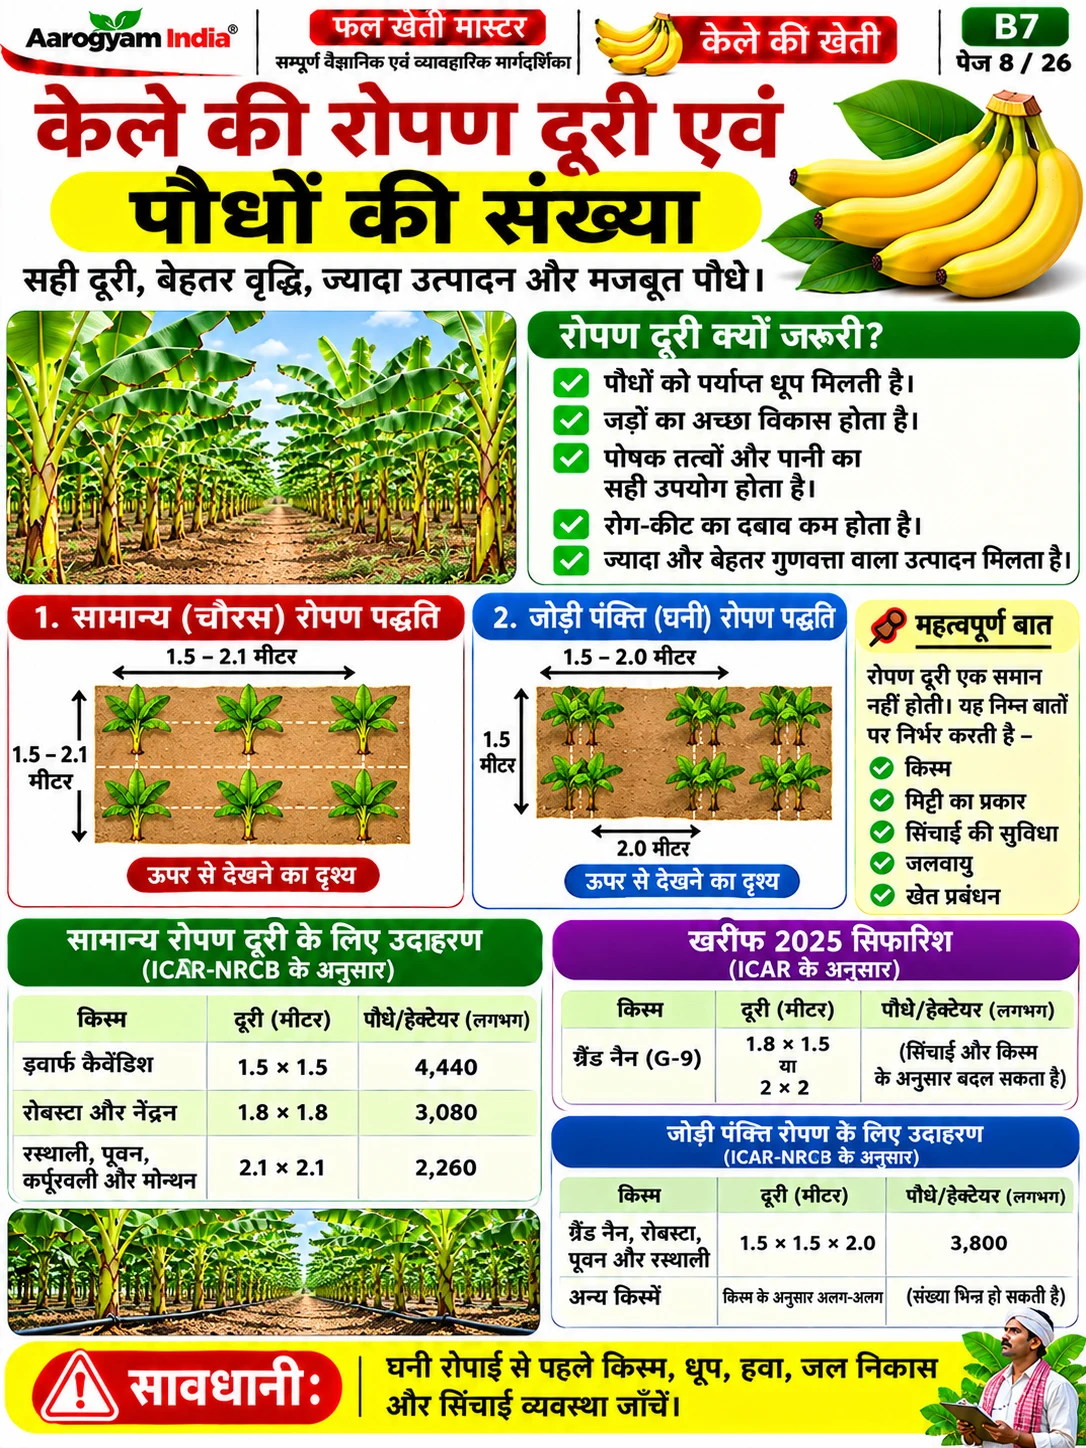 Aarogyam India®
फल खेती मास्टर
सम्पूर्ण वैज्ञानिक एवं व्यावहारिक मार्गदर्शिका
केले की खेती
B7
पेज 8 / 26
केले की रोपण दूरी एवं
पौधों की संख्या
सही दूरी, बेहतर वृद्धि, ज्यादा उत्पादन और मजबूत पौधे।
रोपण दूरी क्यों जरूरी?
पौधों को पर्याप्त धूप मिलती है।
जड़ों का अच्छा विकास होता है।
पोषक तत्वों और पानी का
सही उपयोग होता है।
रोग-कीट का दबाव कम होता है।
ज्यादा और बेहतर गुणवत्ता वाला उत्पादन मिलता है।
1. सामान्य (चौरस) रोपण पद्धति
1.5 – 2.1 मीटर
1.5 – 2.1
मीटर
ऊपर से देखने का दृश्य
2. जोड़ी पंक्ति (घनी) रोपण पद्धति
1.5 – 2.0 मीटर
1.5
मीटर
2.0 मीटर
ऊपर से देखने का दृश्य
महत्वपूर्ण बात
रोपण दूरी एक समान
नहीं होती। यह निम्न बातों
पर निर्भर करती है –
किस्म
मिट्टी का प्रकार
सिंचाई की सुविधा
जलवायु
खेत प्रबंधन
सामान्य रोपण दूरी के लिए उदाहरण
(ICAR-NRCB के अनुसार)
किस्म दूरी (मीटर) पौधे/हेक्टेयर (लगभग)
ड्वार्फ कैवेंडिश 1.5 × 1.5 4,440
रोबस्टा और नेंद्रन 1.8 × 1.8 3,080
रस्थाली, पूवन,
कर्पूरवली और मोन्थन 2.1 × 2.1 2,260
खरीफ 2025 सिफारिश
(ICAR के अनुसार)
किस्म दूरी (मीटर) पौधे/हेक्टेयर (लगभग)
ग्रैंड नैन (G-9)
1.8 × 1.5
या
2 × 2
(सिंचाई और किस्म
के अनुसार बदल सकता है)
जोड़ी पंक्ति रोपण के लिए उदाहरण
(ICAR-NRCB के अनुसार)
किस्म दूरी (मीटर) पौधे/हेक्टेयर (लगभग)
ग्रैंड नैन, रोबस्टा,
पूवन और रस्थाली 1.5 × 1.5 × 2.0 3,800
अन्य किस्में किस्म के अनुसार अलग-अलग (संख्या भिन्न हो सकती है)
सावधानी:
घनी रोपाई से पहले किस्म, धूप, हवा, जल निकास
और सिंचाई व्यवस्था जाँचें।